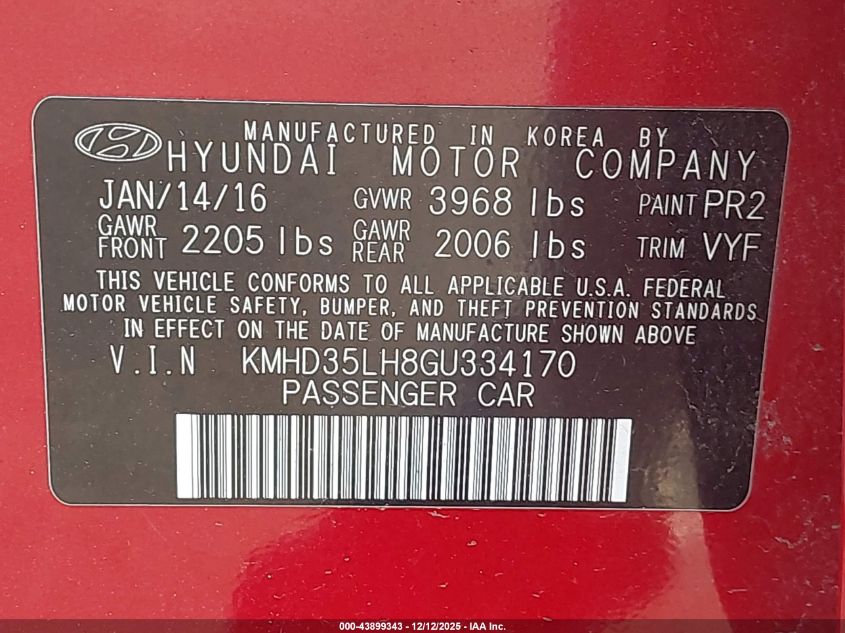 MANUFACTURED IN KOREA BY
HYUNDAI MOTOR COMPANY
JAN/14/16 GVWR 3968 lbs PAINT PR2
GAWR FRONT 2205 lbs GAWR REAR 2006 lbs TRIM VYF
THIS VEHICLE CONFORMS TO ALL APPLICABLE U.S.A. FEDERAL
MOTOR VEHICLE SAFETY, BUMPER, AND THEFT PREVENTION STANDARDS
IN EFFECT ON THE DATE OF MANUFACTURE SHOWN ABOVE
V.I.N KMHD35LH8GU334170
PASSENGER CAR
000-43899343 - 12/12/2025 - IAA Inc.